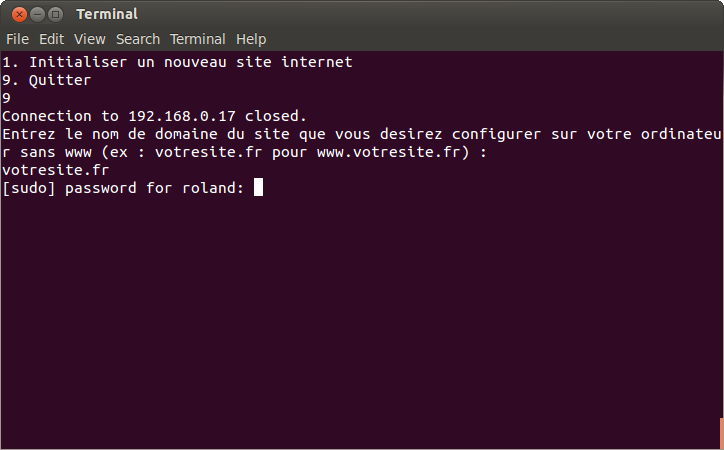 Terminal
File Edit View Search Terminal Help
1. Initialiser un nouveau site internet
9. Quitter
9
Connection to 192.168.0.17 closed.
Entrez le nom de domaine du site que vous desirez configurer sur votre ordinateu
r sans www (ex : votresite.fr pour www.votresite.fr) :
votresite.fr
[sudo] password for roland: